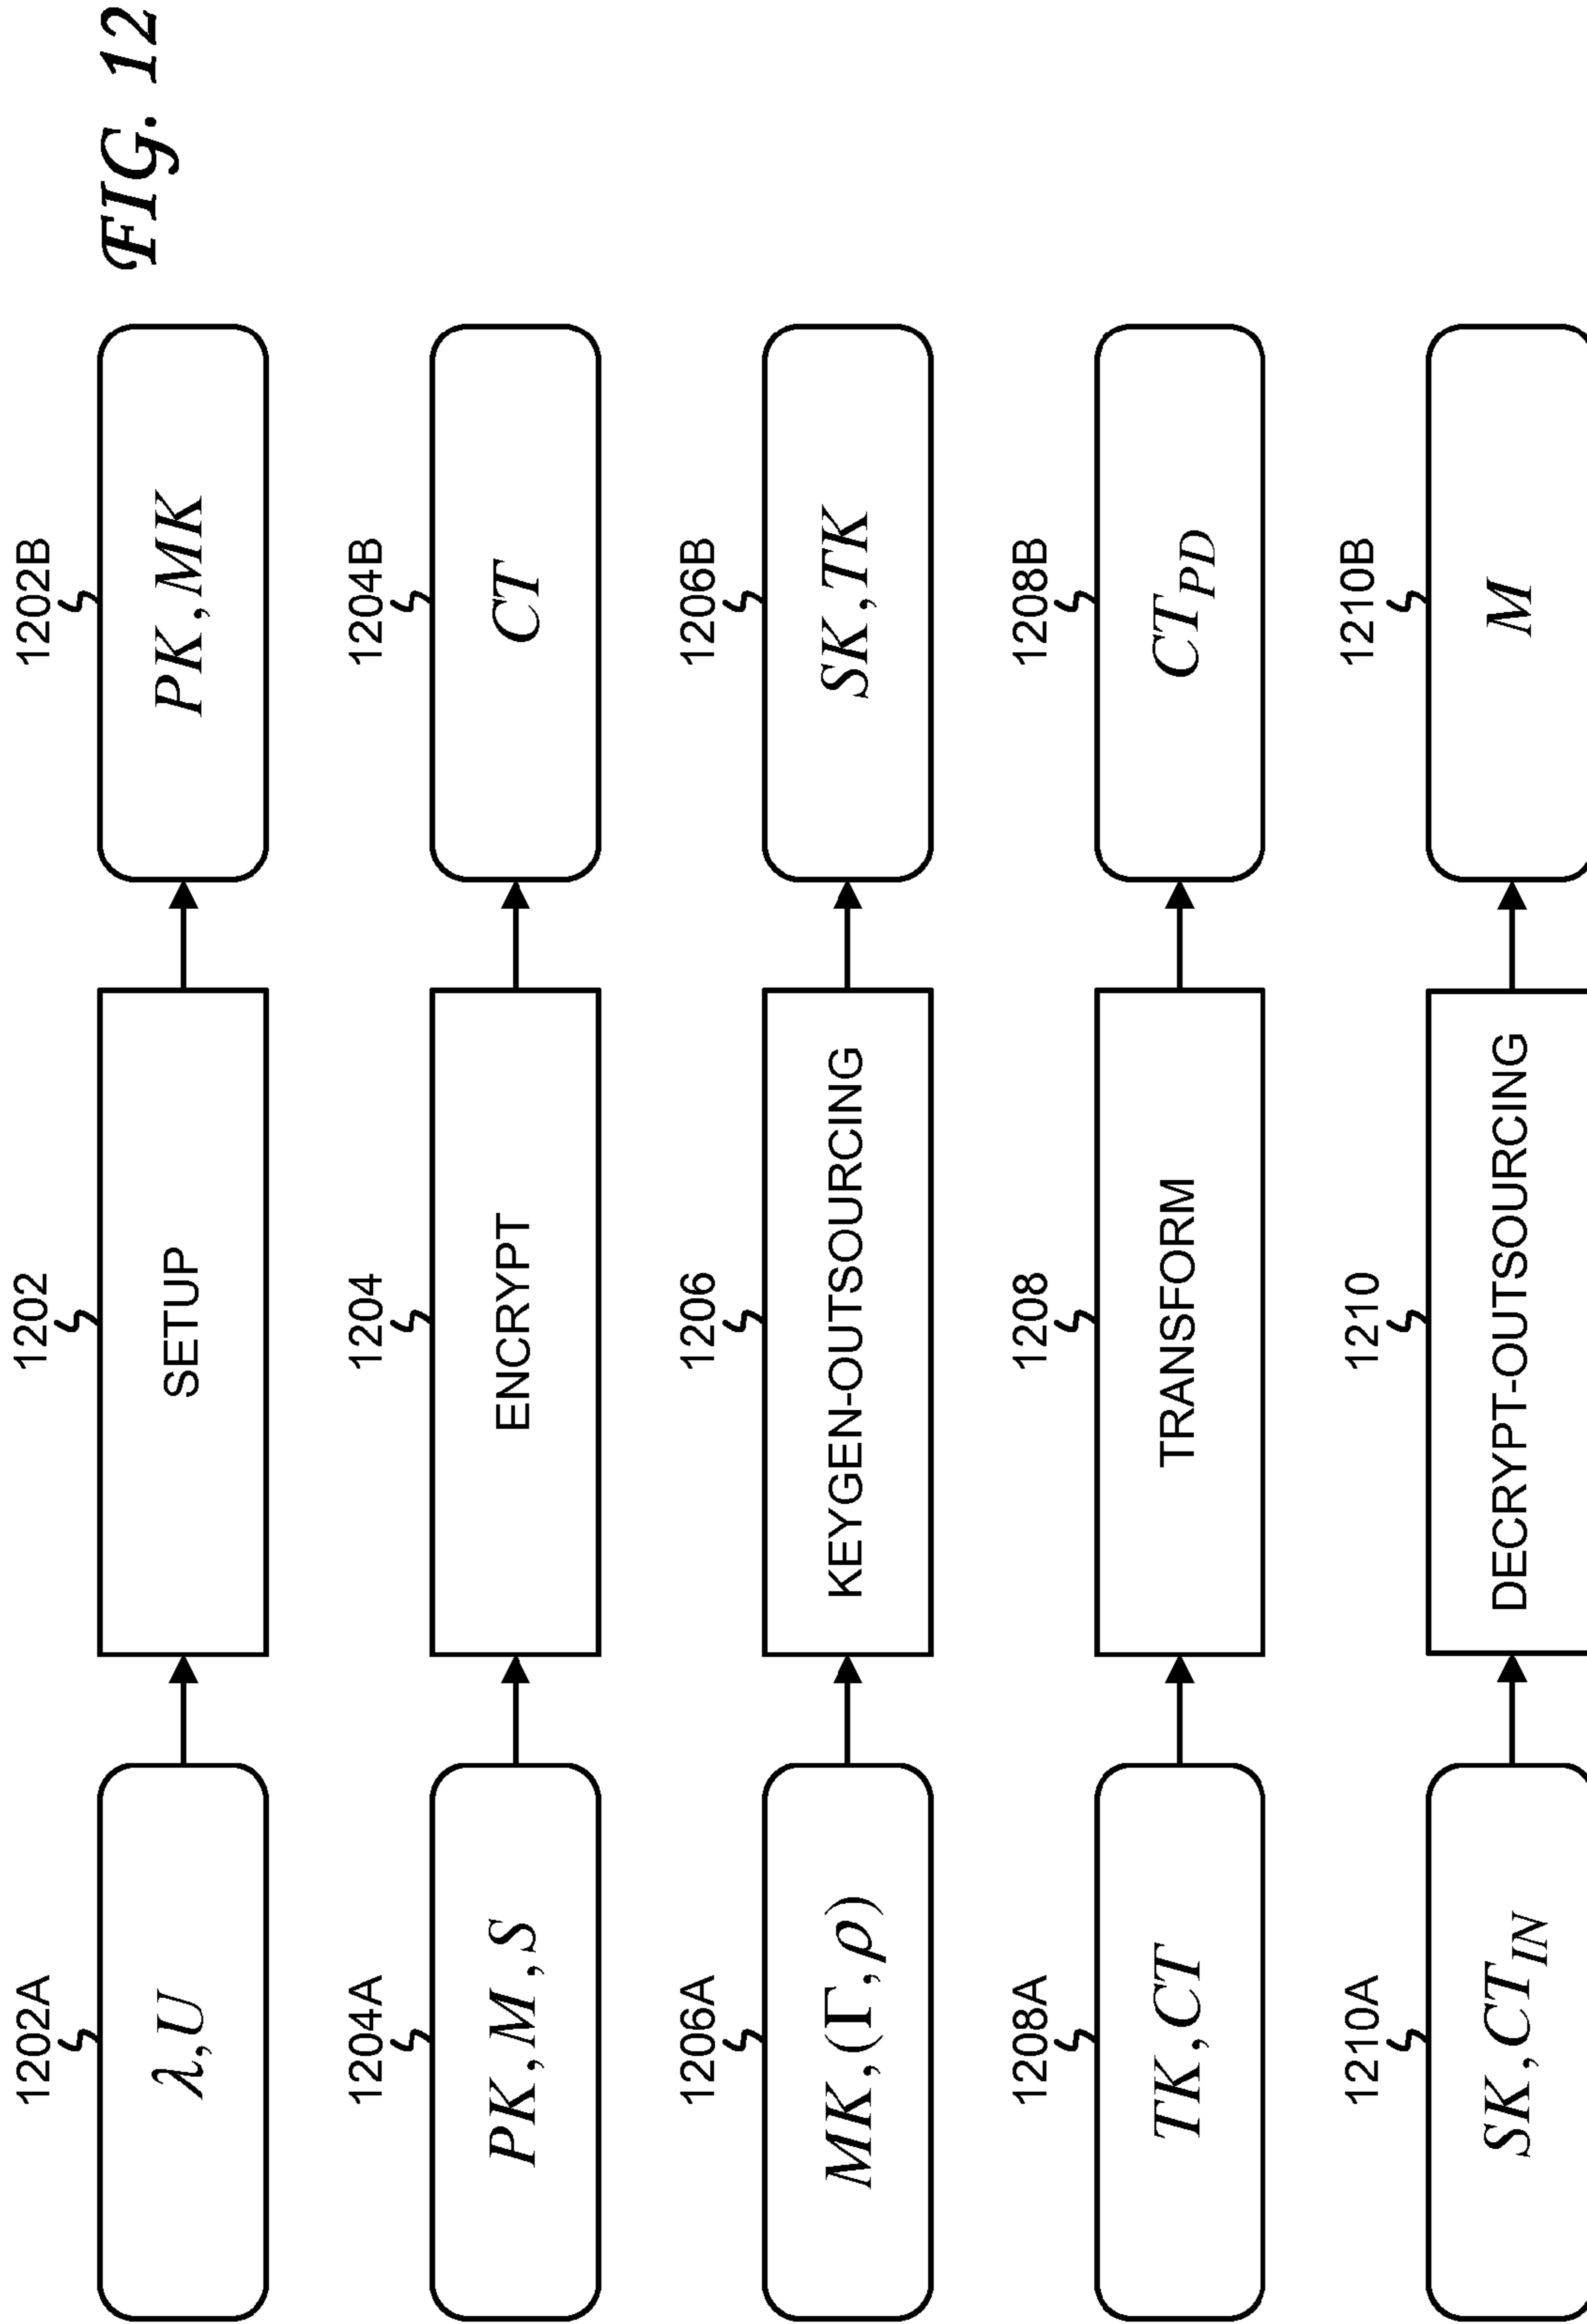 1202A
λ,U
1202
SETUP
1202B
PK,MK
1204A
PK,M,S
1204
ENCRYPT
1204B
CT
1206A
MK,(Γ,ρ)
1206
KEYGEN-OUTSOURCING
1206B
SK,TK
1208A
TK,CT
1208
TRANSFORM
1208B
CT_PD
1210A
SK,CT_IN
1210
DECRYPT-OUTSOURCING
1210B
M
FIG. 12